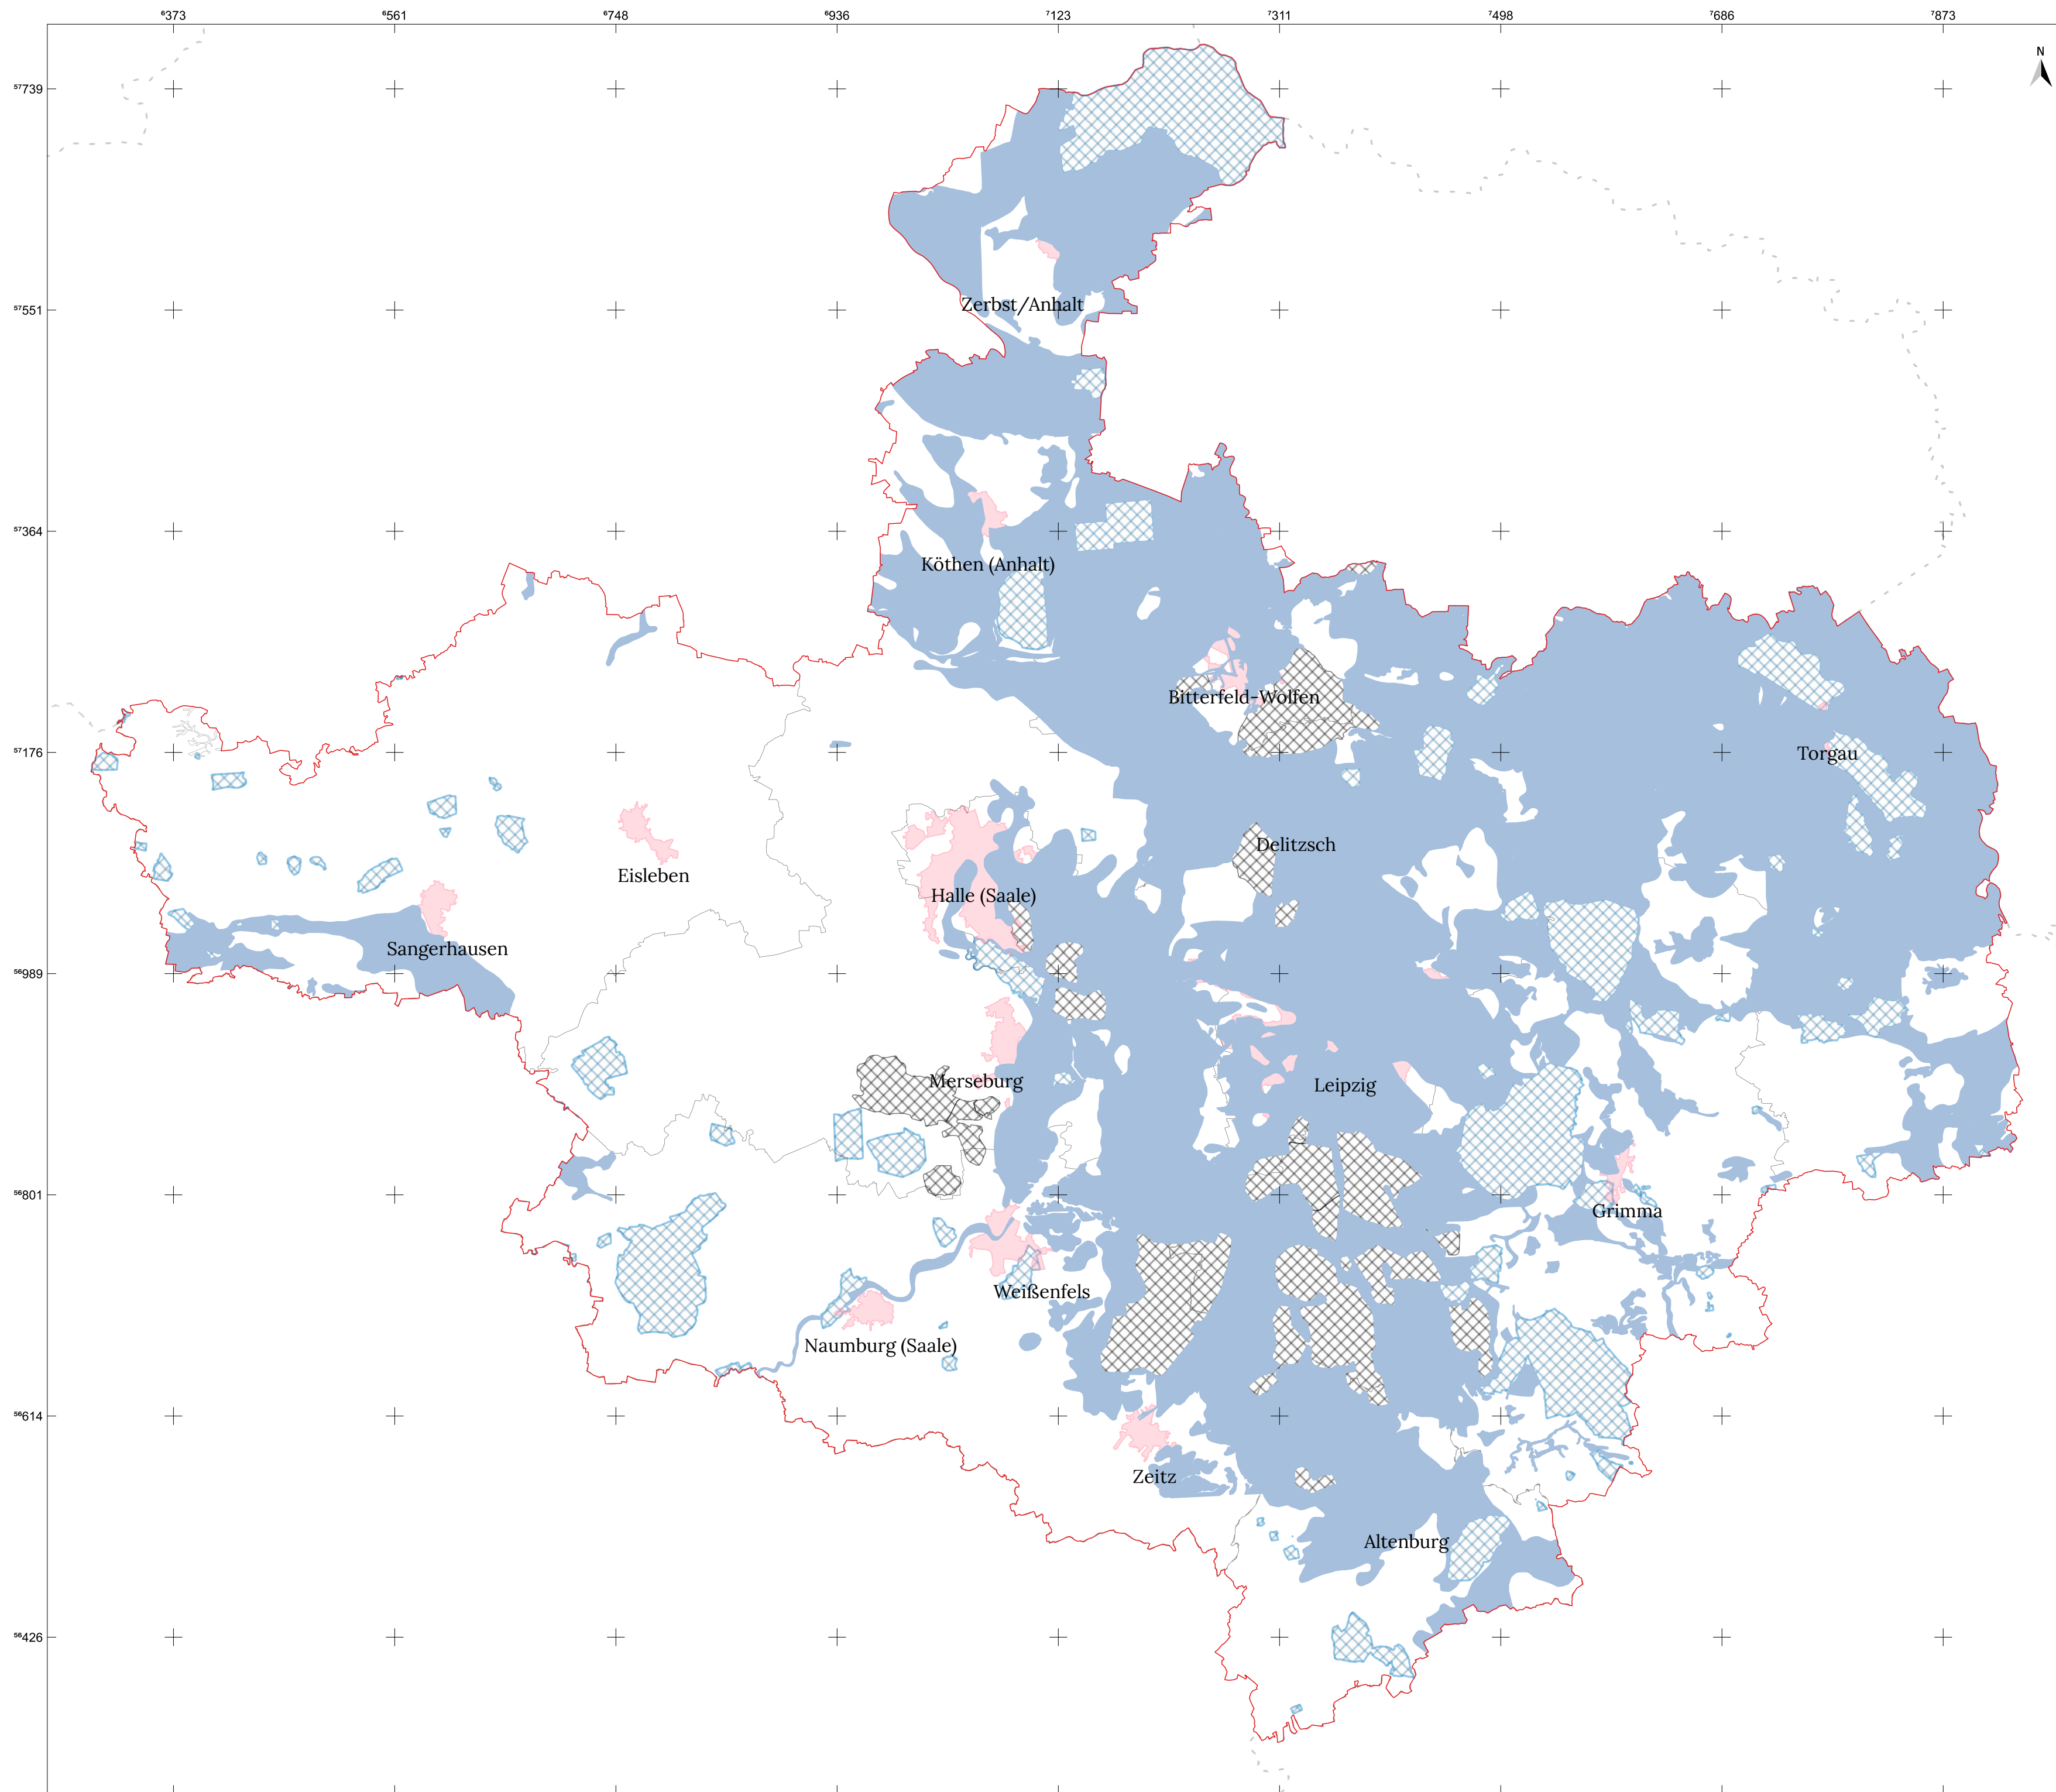 ⁶373 ⁶561 ⁶748 ⁶936 ⁷123 ⁷311 ⁷498 ⁷686 ⁷873
N
⁵⁷739
⁵⁷551
Zerbst/Anhalt
⁵⁷364
Köthen (Anhalt)
Bitterfeld-Wolfen
⁵⁷176
Torgau
Delitzsch
Eisleben
Halle (Saale)
Sangerhausen
⁵⁶989
Merseburg
Leipzig
⁵⁶801
Grimma
Weißenfels
Naumburg (Saale)
⁵⁶614
Zeitz
Altenburg
⁵⁶426